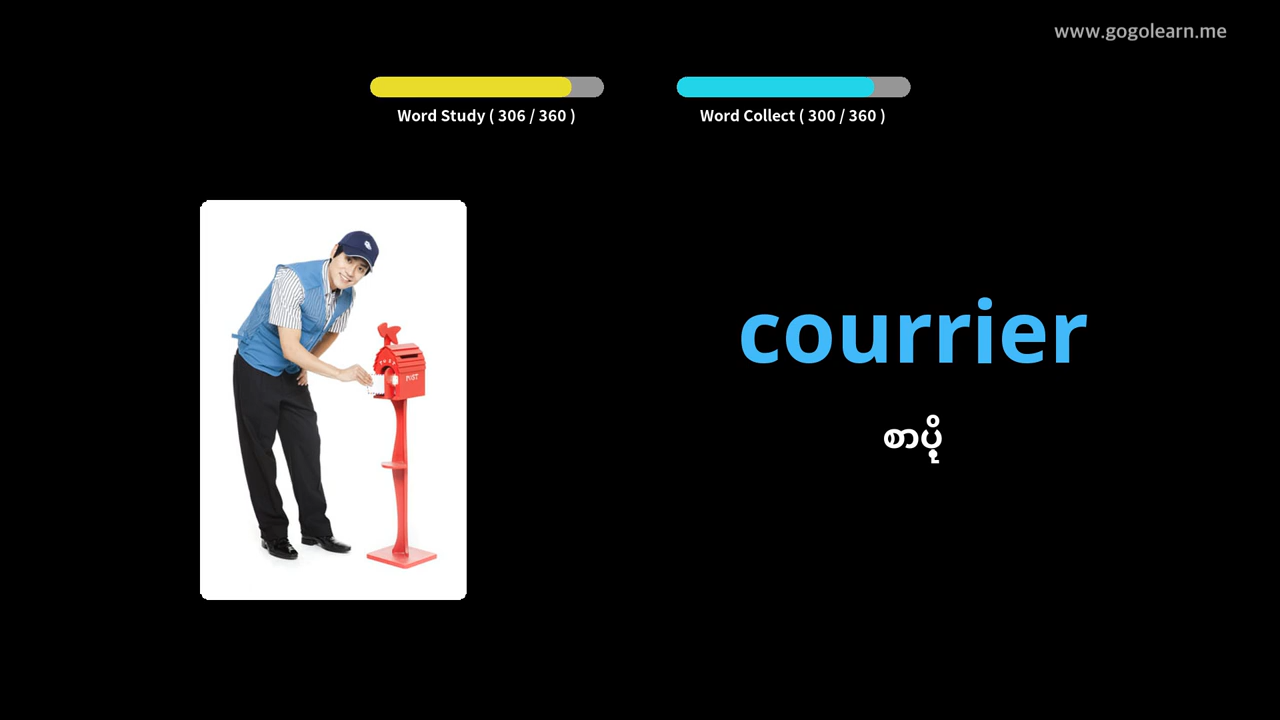 www.gogolearn.me
Word Study ( 306 / 360 )
Word Collect ( 300 / 360 )
courrier
စာပို့
POST